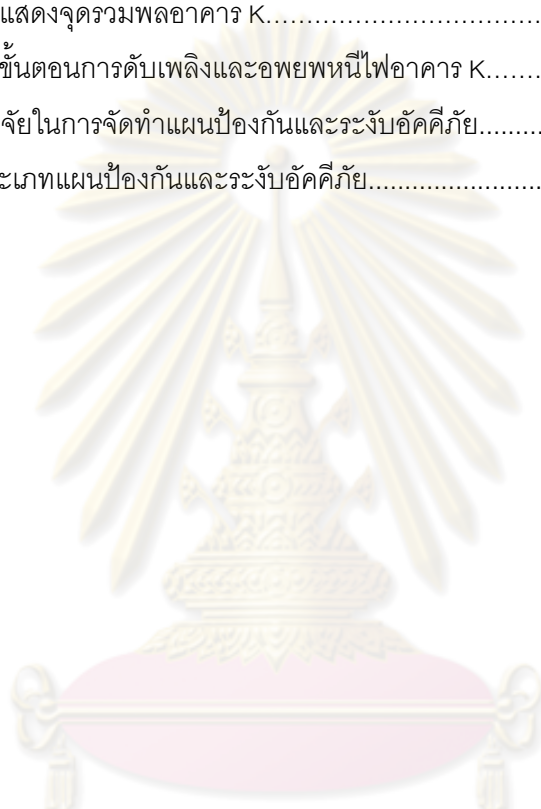 แสดงจุดรวมพลอาคาร K.......................................
ขั้นตอนการดับเพลิงและอพยพหนีไฟอาคาร K.......
จัยในการจัดทำแผนป้องกันและระงับอัคคีภัย.........
ะเภทแผนป้องกันและระงับอัคคีภัย........................